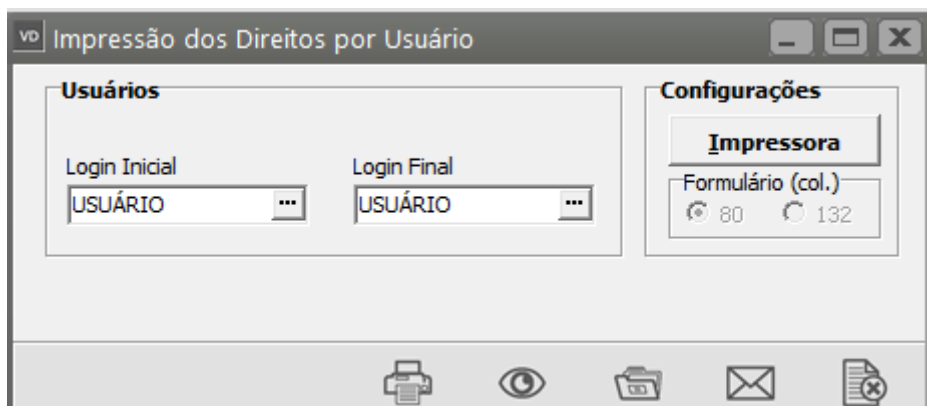 VD Impressão dos Direitos por Usuário
Usuários
Login Inicial
USUÁRIO ...
Login Final
USUÁRIO ...
Configurações
Impressora
Formulário (col.)
80 132